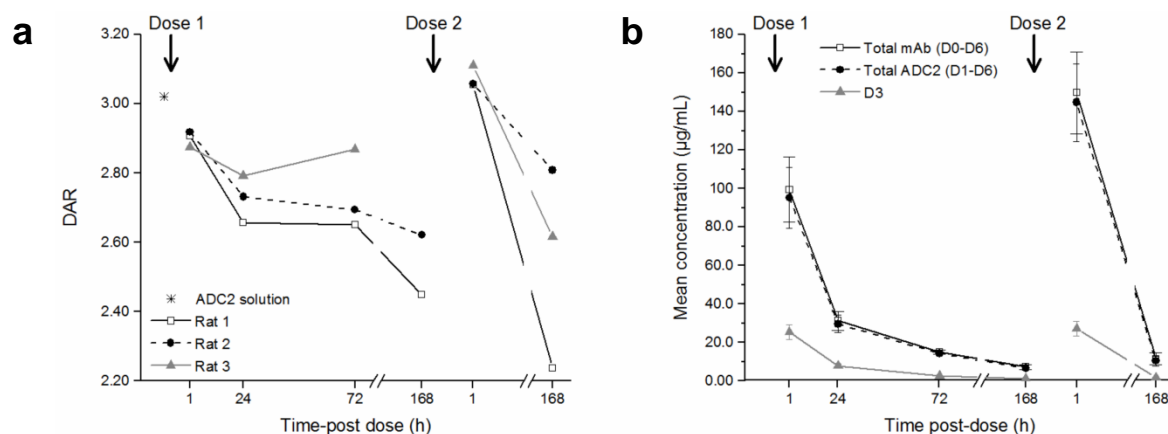 a
Dose 1
Dose 2
3.20
3.00
2.80
2.60
2.40
2.20
DAR
ADC2 solution
Rat 1
Rat 2
Rat 3
1
24
72
168
1
168
Time-post dose (h)
b
Dose 1
Dose 2
180
160
140
120
100
80.0
60.0
40.0
20.0
0.00
Mean concentration (µg/mL)
Total mAb (D0-D6)
Total ADC2 (D1-D6)
D3
1
24
72
168
1
168
Time post-dose (h)